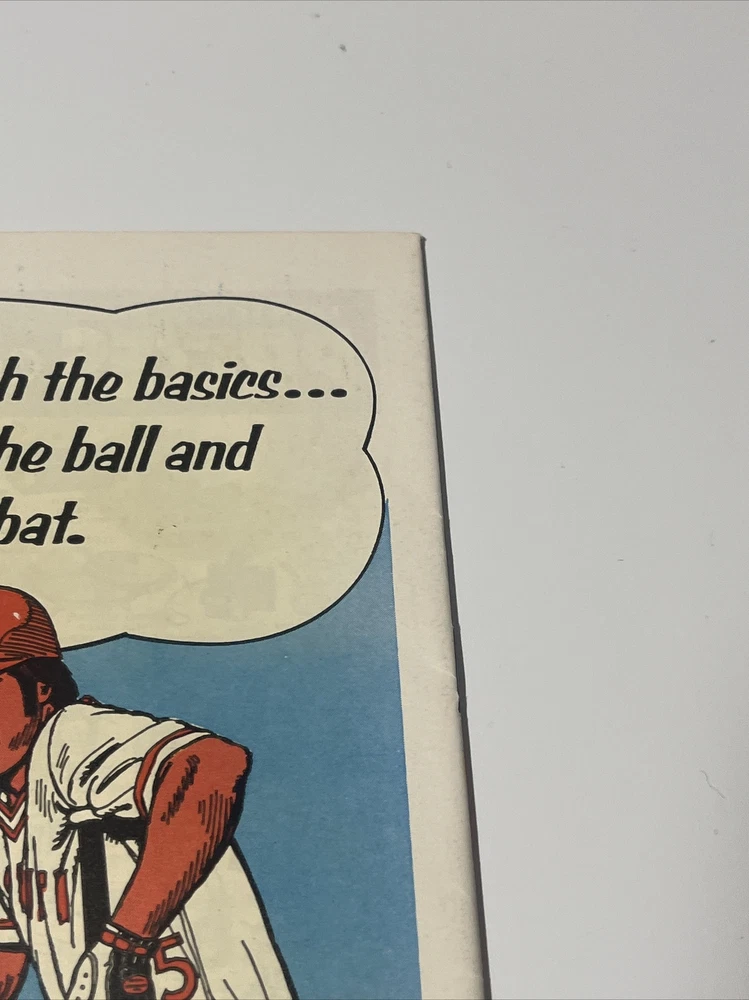 h the basics...
he ball and
bat.
5